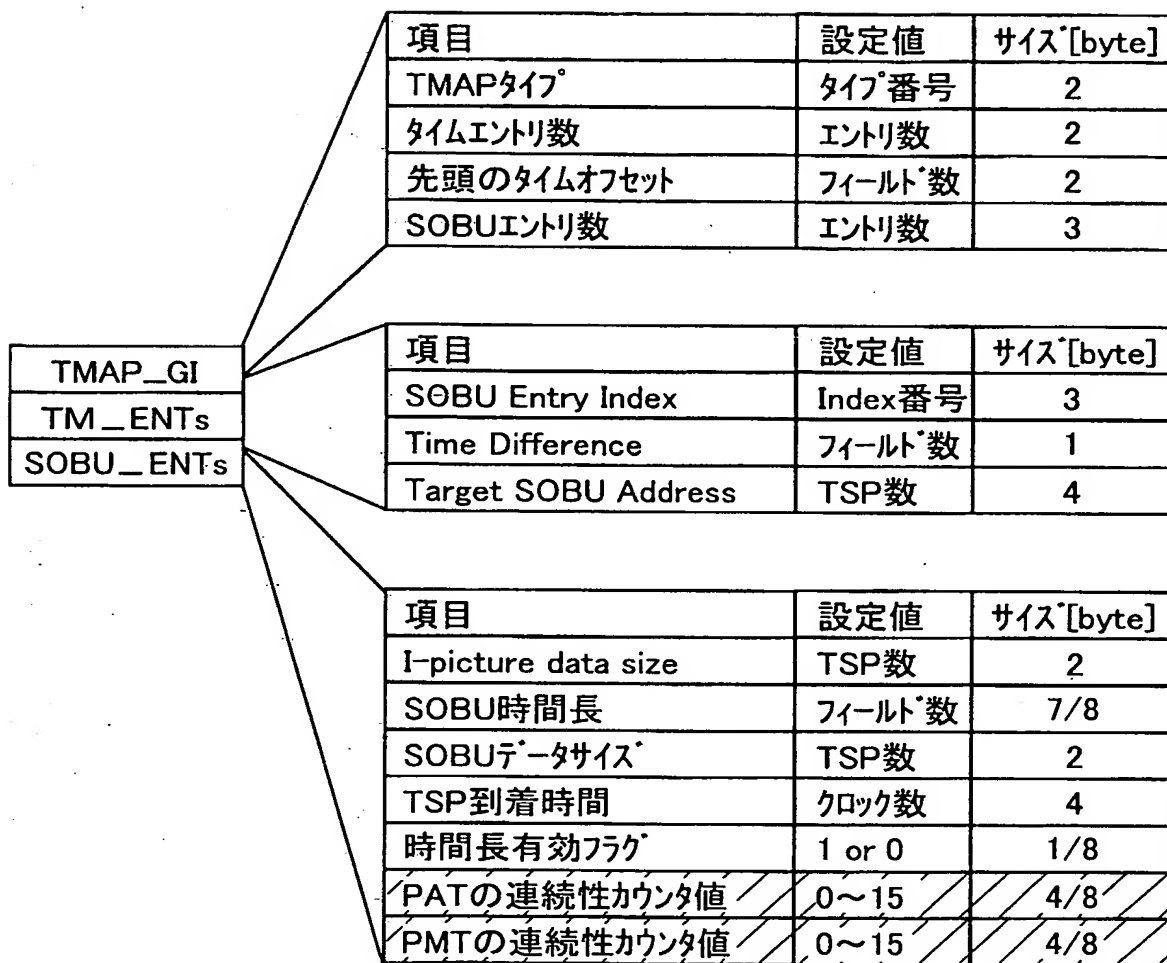 項目 設定値 サイズ[byte]
TMAPタイプ タイプ番号 2
タイムエントリ数 エントリ数 2
先頭のタイムオフセット フィールド数 2
SOBUエントリ数 エントリ数 3
TMAP_GI
TM_ENTs
SOBU_ENTs
項目 設定値 サイズ[byte]
SOBU Entry Index Index番号 3
Time Difference フィールド数 1
Target SOBU Address TSP数 4
項目 設定値 サイズ[byte]
I-picture data size TSP数 2
SOBU時間長 フィールド数 7/8
SOBUデータサイズ TSP数 2
TSP到着時間 クロック数 4
時間長有効フラグ 1 or 0 1/8
PATの連続性カウンタ値 0~15 4/8
PMTの連続性カウンタ値 0~15 4/8